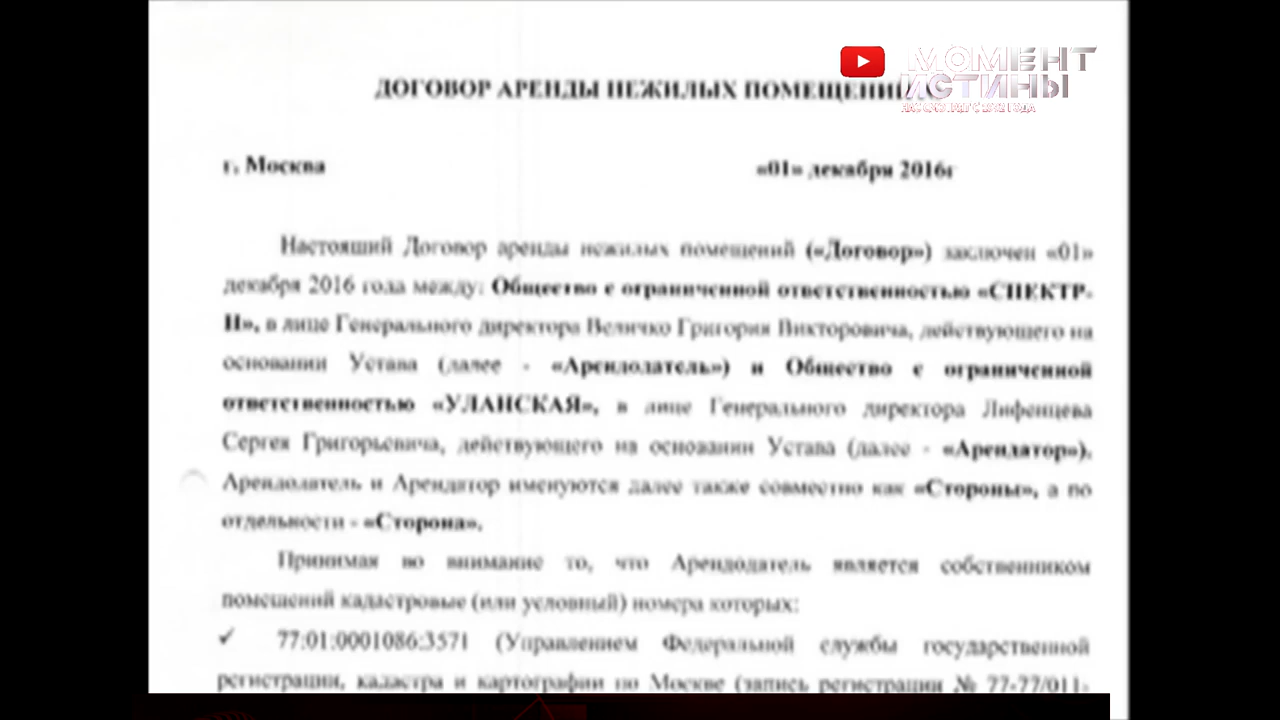 МОМЕНТ
ИСТИНЫ
ДОГОВОР АРЕНДЫ НЕЖИЛЫХ ПОМЕЩЕНИЙ
г. Москва «01» декабря 2016г
Настоящий Договор аренды нежилых помещений («Договор») заключен «01»
декабря 2016 года между: Общество с ограниченной ответственностью «СПЕКТР-
Н», в лице Генерального директора Величко Григория Викторовича, действующего на
основании Устава (далее - «Арендодатель») и Общество с ограниченной
ответственностью «УЛАНСКАЯ», в лице Генерального директора Лифенцева
Сергея Григорьевича, действующего на основании Устава (далее - «Арендатор»),
Арендодатель и Арендатор именуются далее также совместно как «Стороны», а по
отдельности - «Сторона».
Принимая во внимание то, что Арендодатель является собственником
помещений кадастровые (или условный) номера которых:
✓ 77:01:0001086:3571 (Управлением Федеральной службы государственной
регистрации, кадастра и картографии по Москве (запись регистрации № 77-77/011-